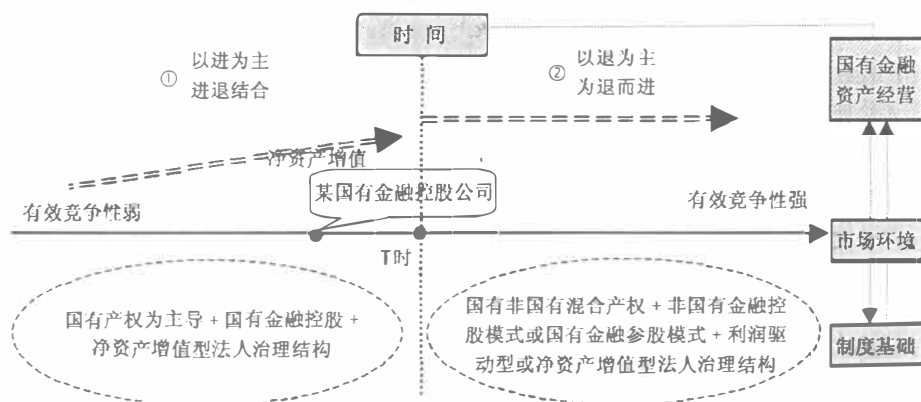 时 间
① 以进为主
进退结合
② 以退为主
为退而进
国有金融
资产经营
净资产增值
某国有金融控股公司
有效竞争性弱
有效竞争性强
T时
市场环境
国有产权为主导 + 国有金融控股 +
净资产增值型法人治理结构
国有非国有混合产权 + 非国有金融控
股模式或国有金融参股模式 + 利润驱
动型或净资产增值型法人治理结构
制度基础